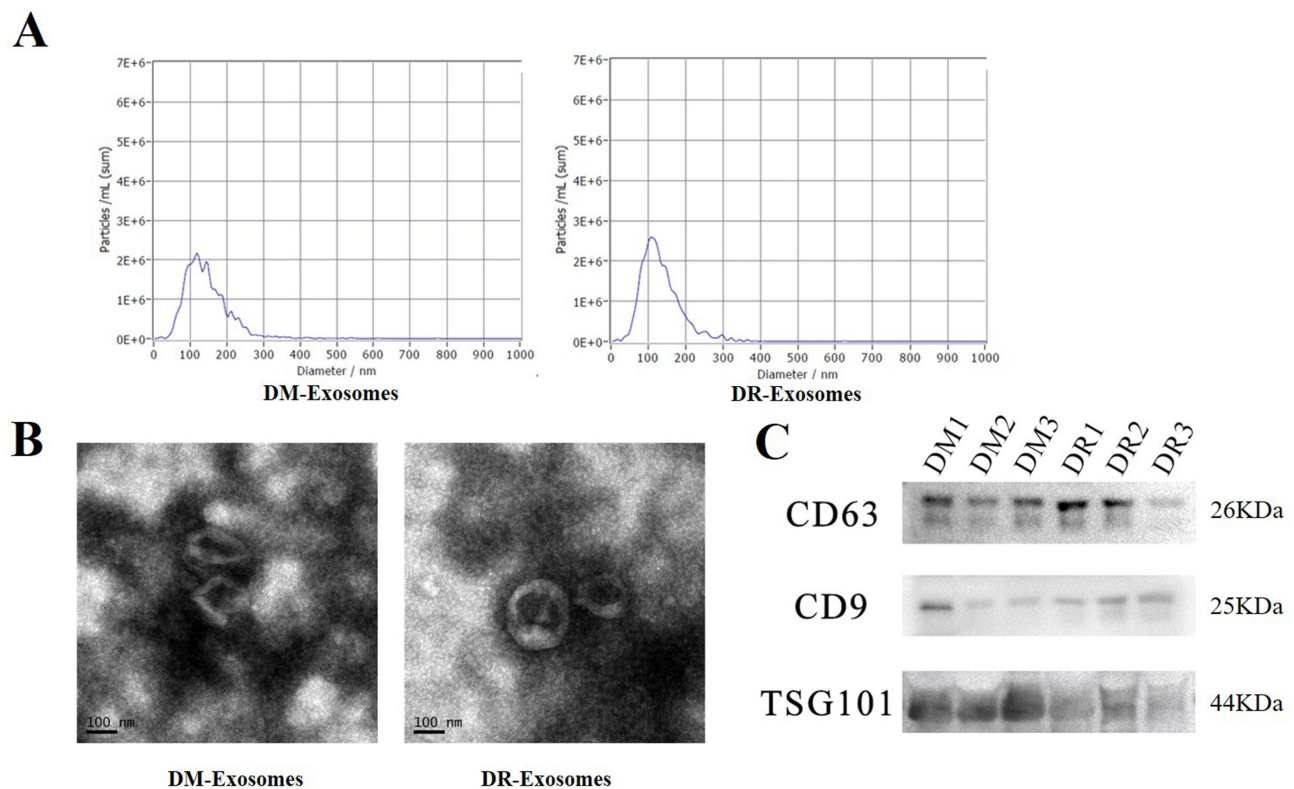 A
7E+6
6E+6
5E+6
4E+6
3E+6
2E+6
1E+6
0E+0
Particles /mL (sum)
0 100 200 300 400 500 600 700 800 900 1000
Diameter / nm
DM-Exosomes
7E+6
6E+6
5E+6
4E+6
3E+6
2E+6
1E+6
0E+0
Particles /mL (sum)
0 100 200 300 400 500 600 700 800 900 1000
Diameter / nm
DR-Exosomes
B
100 nm
DM-Exosomes
100 nm
DR-Exosomes
C
DM1 DM2 DM3 DR1 DR2 DR3
CD63 26KDa
CD9 25KDa
TSG101 44KDa